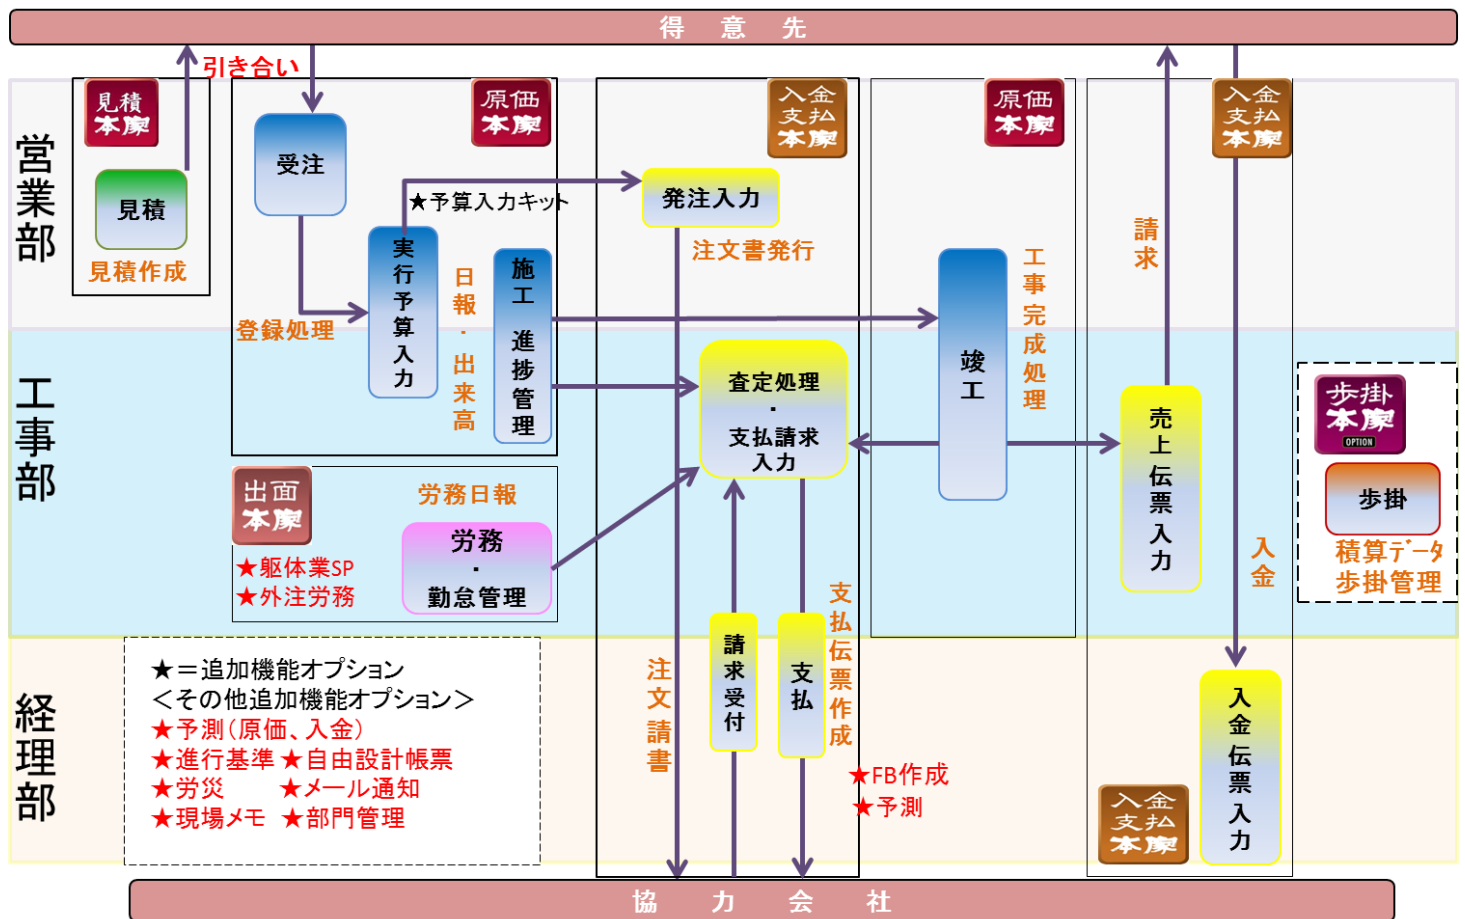 得意先
引き合い
営業部
見積
本家
見積
見積作成
原価
本家
受注
登録処理
★予算入力キット
実行予算入力
日報・出来高
施工 進捗管理
入金
支払
本家
発注入力
注文書発行
原価
本家
工事完成処理
竣工
請求
入金
支払
本家
工事部
出面
本家
★躯体業SP
★外注労務
労務日報
労務
・
勤怠管理
査定処理
・
支払請求
入力
売上伝票入力
入金
歩掛
本家
OPTION
歩掛
積算データ
歩掛管理
経理部
★＝追加機能オプション
＜その他追加機能オプション＞
★予測（原価、入金）
★進行基準 ★自由設計帳票
★労災 ★メール通知
★現場メモ ★部門管理
注文請書
請求受付
支払
支払伝票作成
★FB作成
★予測
入金
支払
本家
入金伝票入力
協力会社